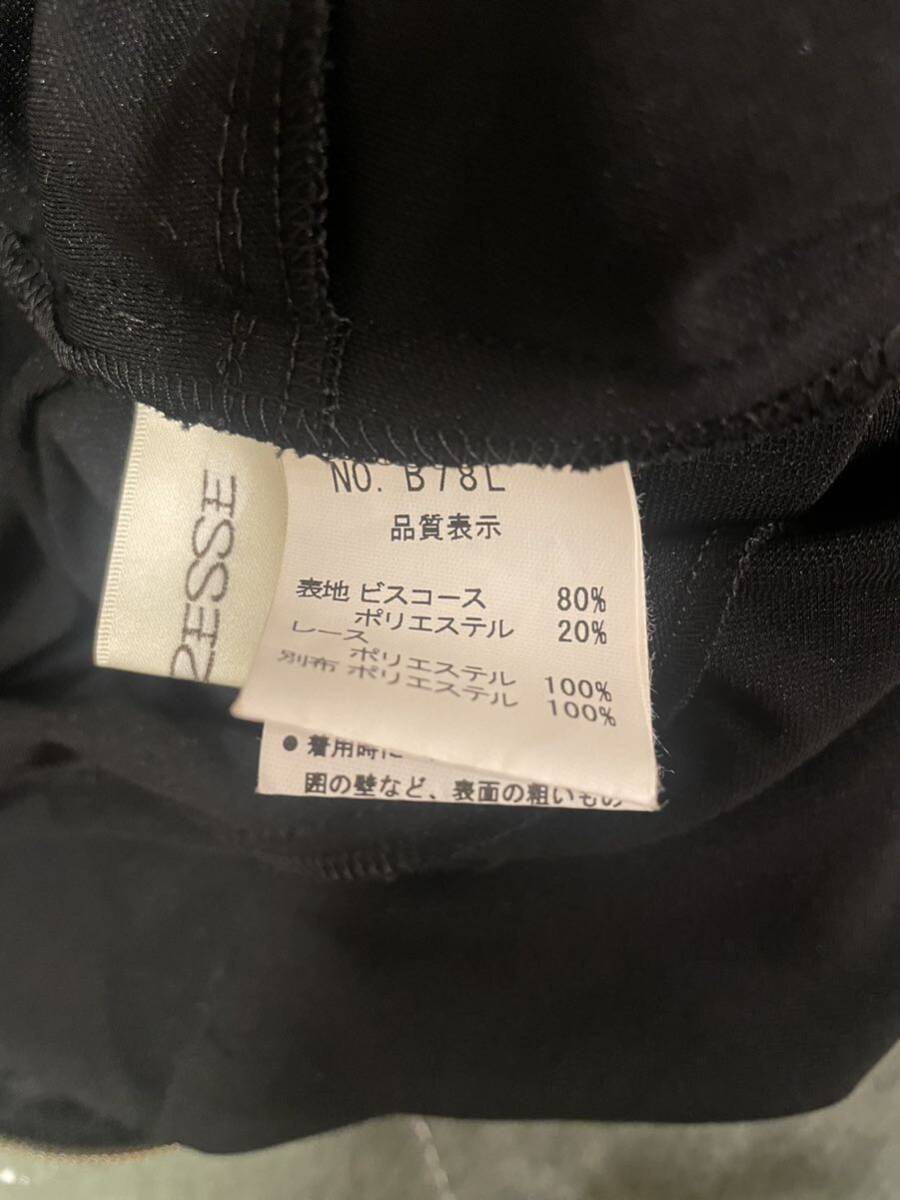 RESSE
NO. B78L
品質表示
表地 ビスコース 80%
ポリエステル 20%
レース
ポリエステル 100%
別布 ポリエステル 100%
● 着用時に
囲の壁など、表面の粗いもの